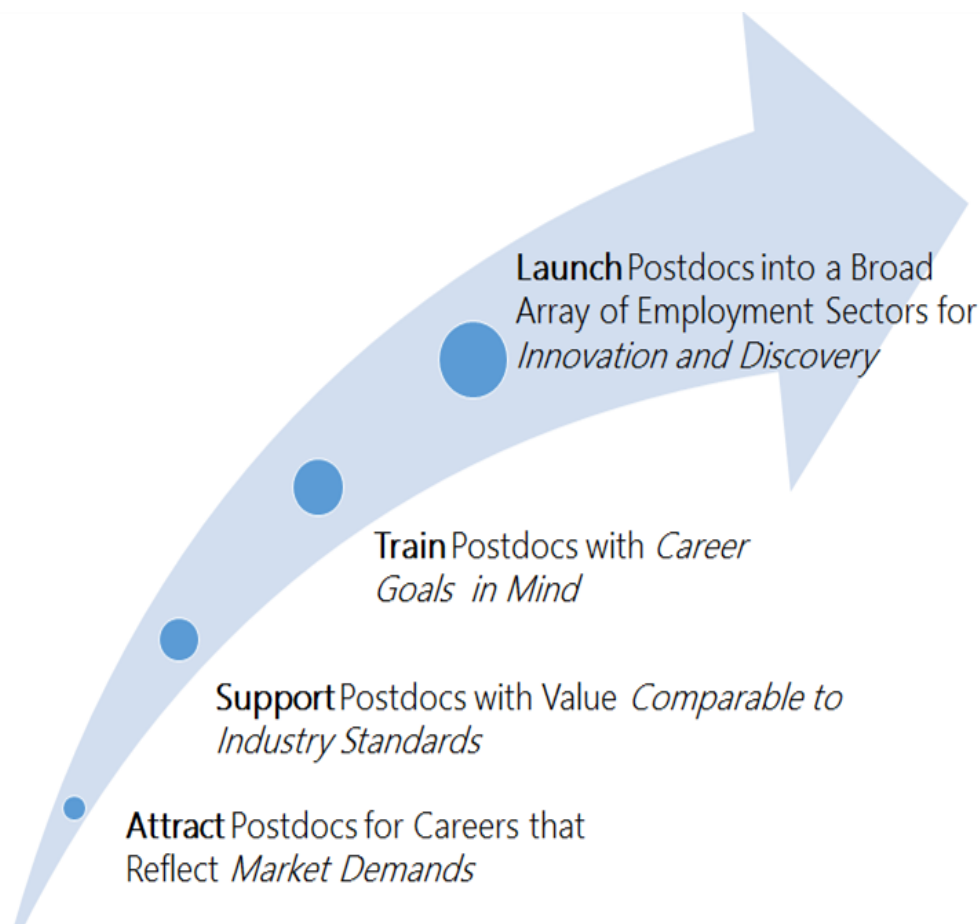 Launch Postdocs into a Broad
Array of Employment Sectors for
Innovation and Discovery
Train Postdocs with Career
Goals in Mind
Support Postdocs with Value Comparable to
Industry Standards
Attract Postdocs for Careers that
Reflect Market Demands